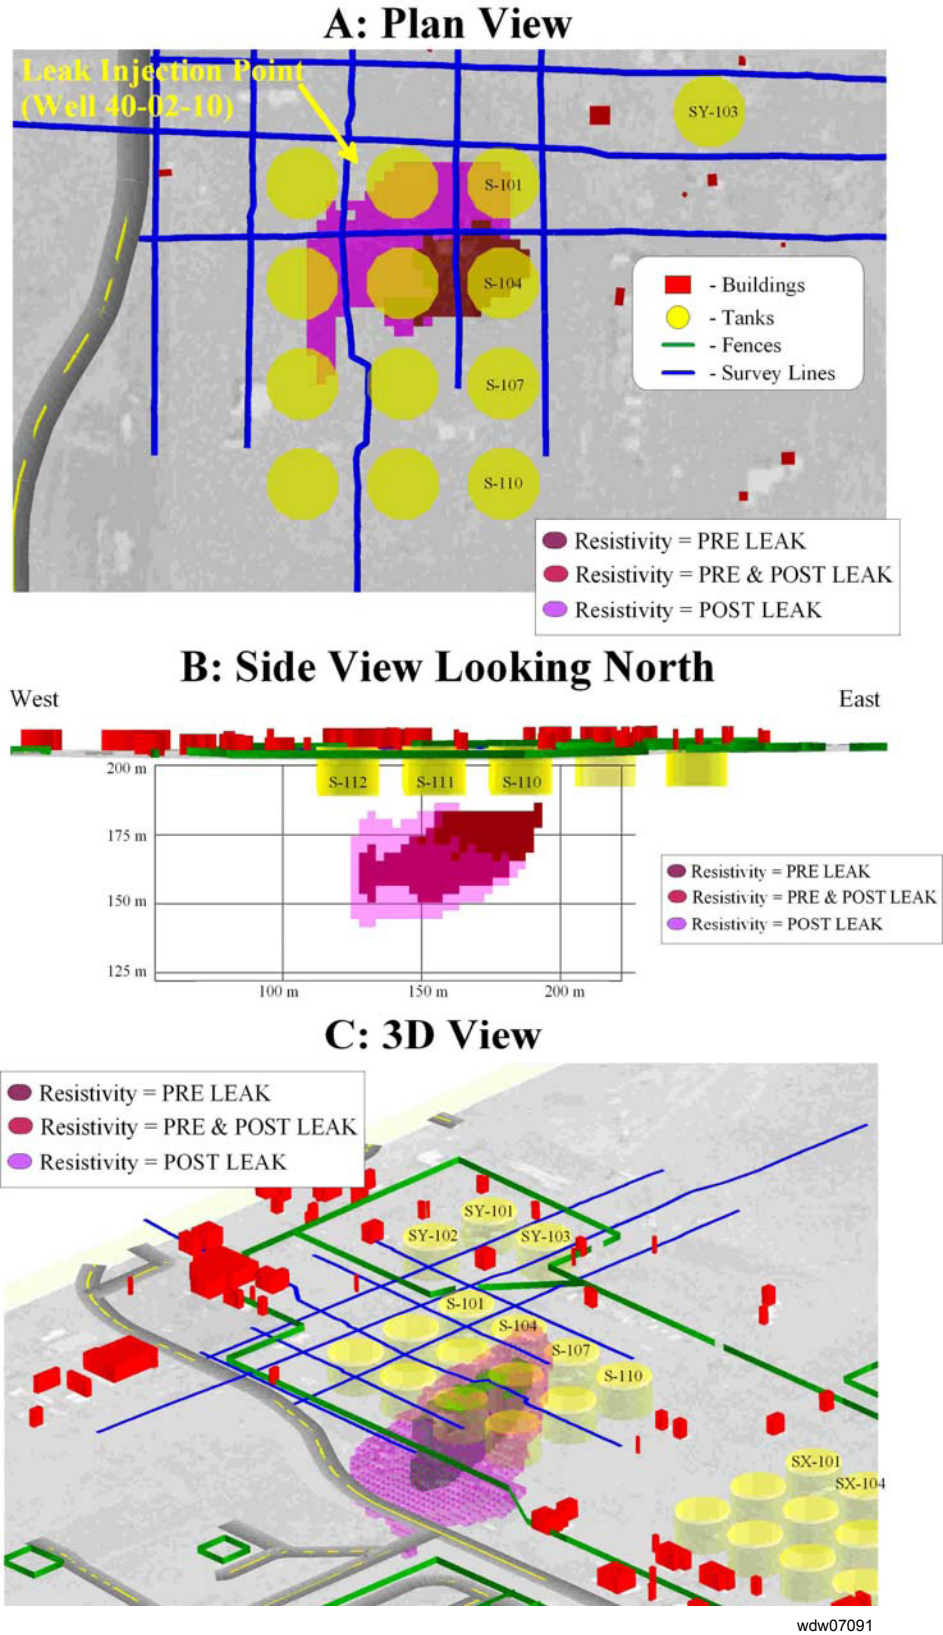 A: Plan View
Leak Injection Point
(Well 40-02-10)
SY-103
S-101
S-104
- Buildings
- Tanks
- Fences
- Survey Lines
S-107
S-110
Resistivity = PRE LEAK
Resistivity = PRE & POST LEAK
Resistivity = POST LEAK
B: Side View Looking North
West
East
200 m
S-112
S-111
S-110
175 m
150 m
125 m
100 m
150 m
200 m
Resistivity = PRE LEAK
Resistivity = PRE & POST LEAK
Resistivity = POST LEAK
C: 3D View
Resistivity = PRE LEAK
Resistivity = PRE & POST LEAK
Resistivity = POST LEAK
SY-101
SY-102
SY-103
S-101
S-104
S-107
S-110
SX-101
SX-104
wdw07091